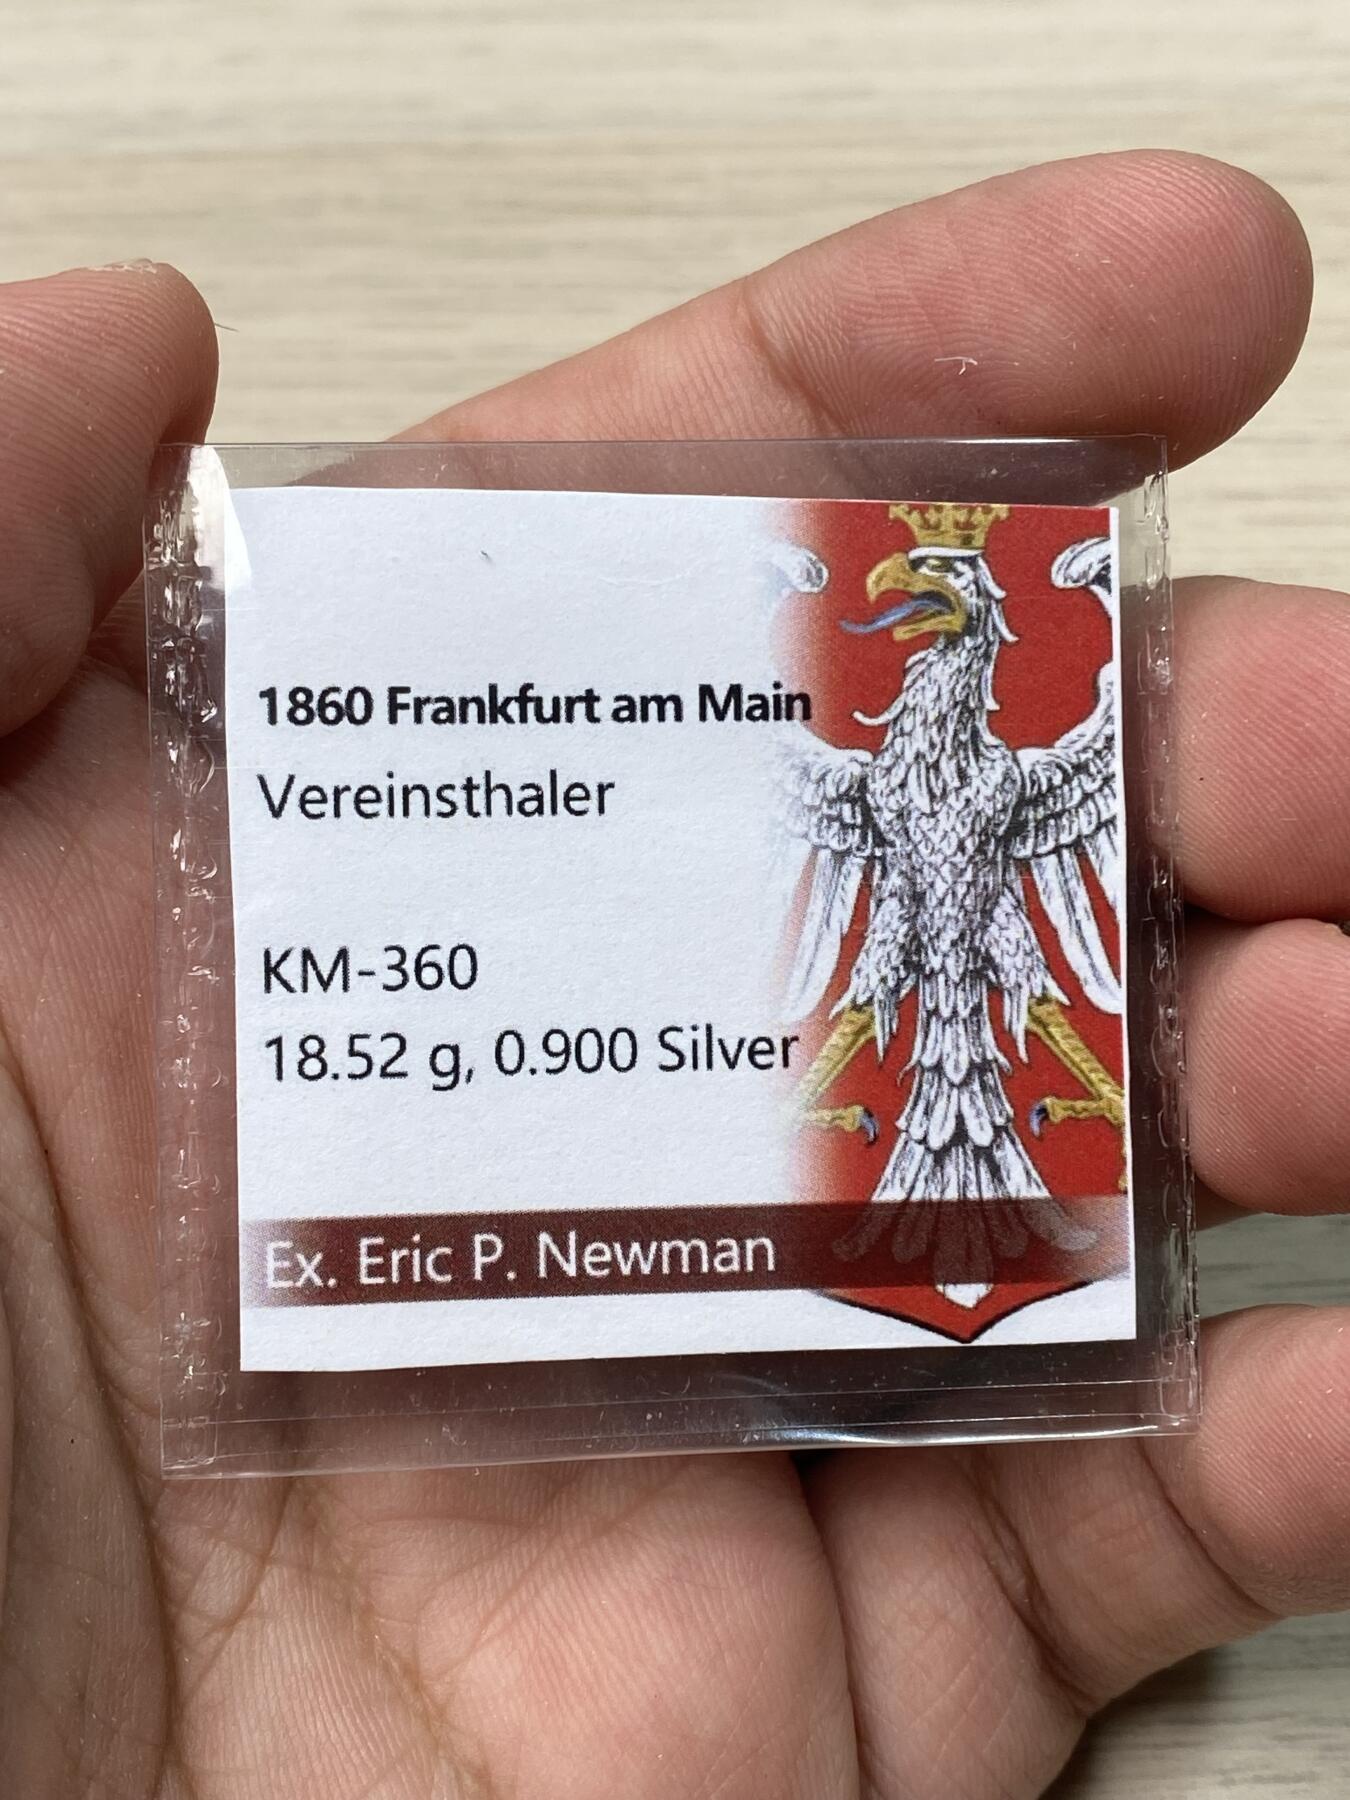 1860 Frankfurt am Main
Vereinsthaler
KM-360
18.52 g, 0.900 Silver
Ex. Eric P. Newman